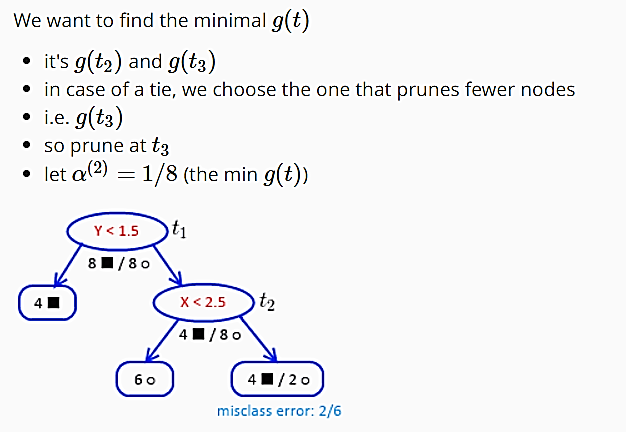 We want to find the minimal g(t)
• it's g(t₂) and g(t₃)
• in case of a tie, we choose the one that prunes fewer nodes
• i.e. g(t₃)
• so prune at t₃
• let α⁽²⁾ = 1/8 (the min g(t))
Y < 1.5 t₁
8 ■ / 8 o
4 ■
X < 2.5 t₂
4 ■ / 8 o
6 o
4 ■ / 2 o
misclass error: 2/6